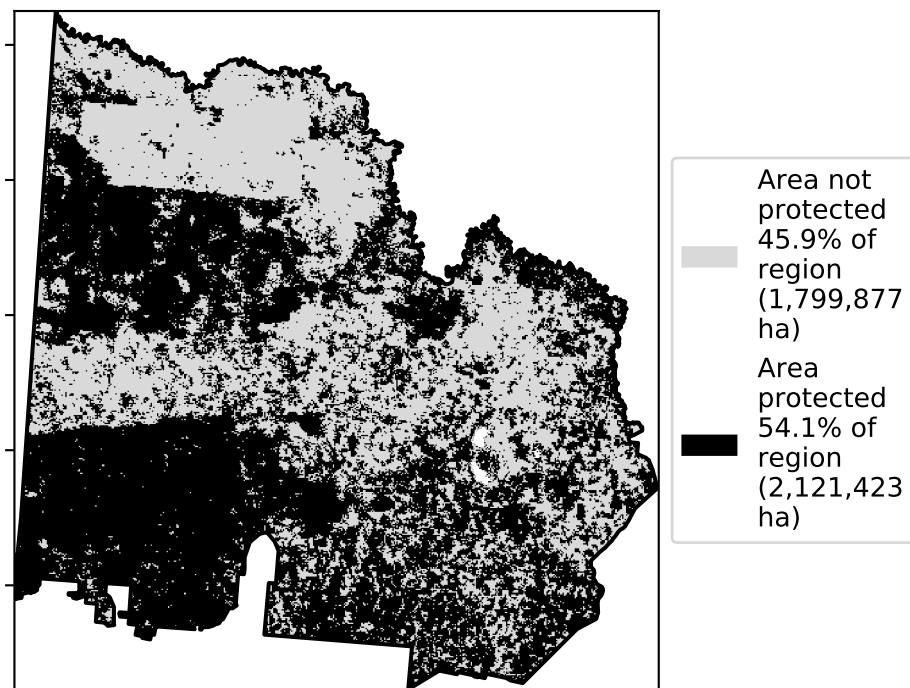 Area not
protected
45.9% of
region
(1,799,877
ha)
Area
protected
54.1% of
region
(2,121,423
ha)